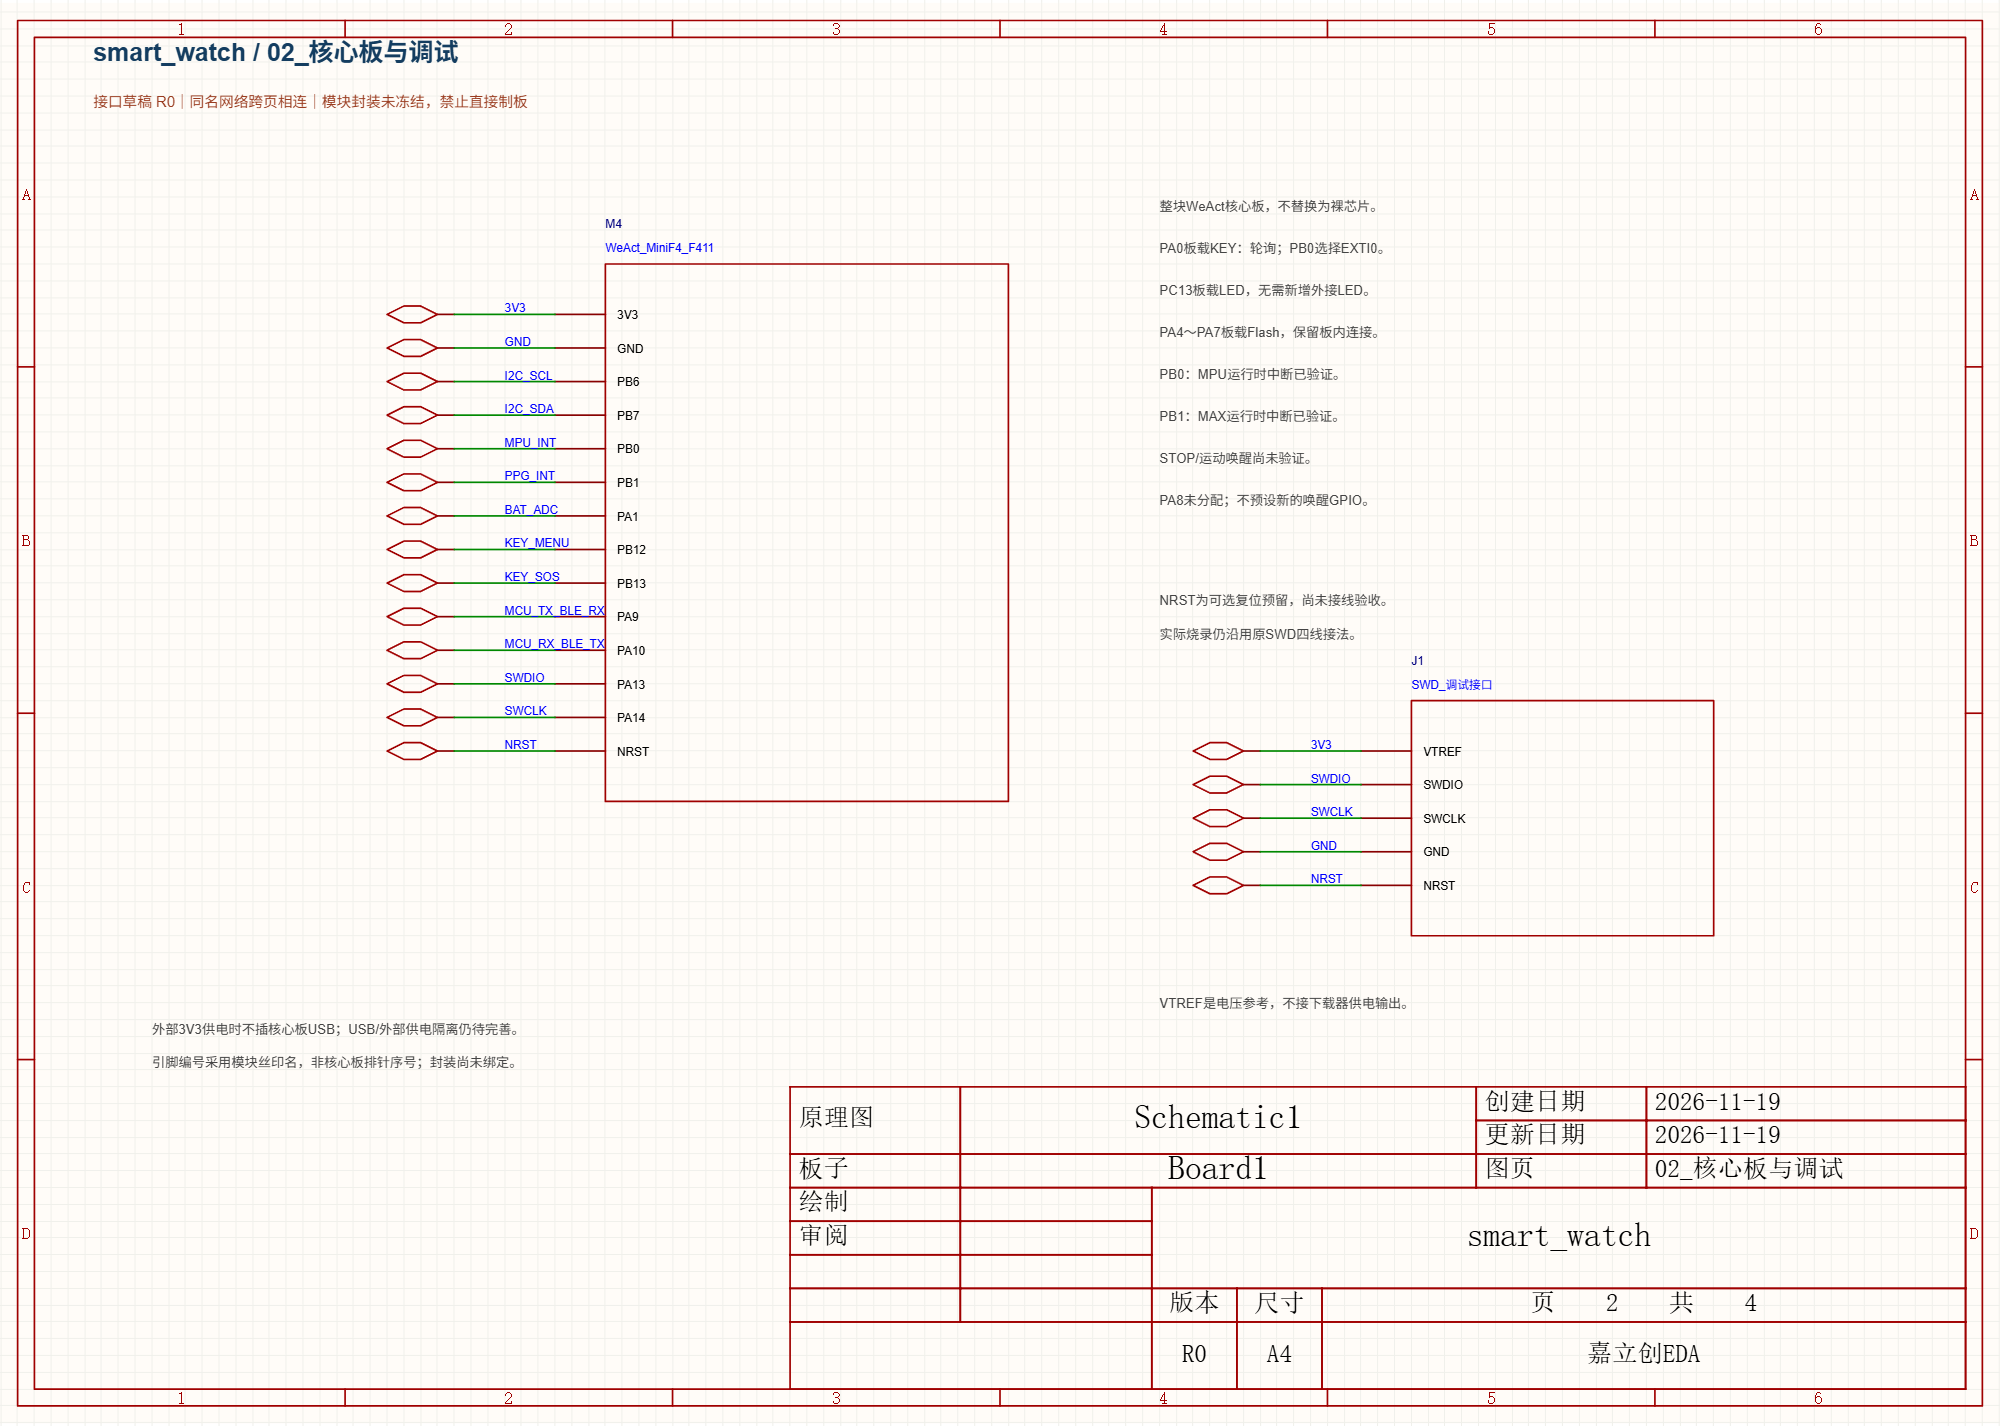 1 2 3 4 5 6
smart_watch / 02_核心板与调试
接口草稿 R0｜同名网络跨页相连｜模块封装未冻结，禁止直接制板
A A
B B
C C
D D
M4
WeAct_MiniF4_F411
3V3 3V3
GND GND
I2C_SCL PB6
I2C_SDA PB7
MPU_INT PB0
PPG_INT PB1
BAT_ADC PA1
KEY_MENU PB12
KEY_SOS PB13
MCU_TX_BLE_RX PA9
MCU_RX_BLE_TX PA10
SWDIO PA13
SWCLK PA14
NRST NRST
整块WeAct核心板，不替换为裸芯片。
PA0板载KEY：轮询；PB0选择EXTI0。
PC13板载LED，无需新增外接LED。
PA4～PA7板载Flash，保留板内连接。
PB0：MPU运行时中断已验证。
PB1：MAX运行时中断已验证。
STOP/运动唤醒尚未验证。
PA8未分配；不预设新的唤醒GPIO。
NRST为可选复位预留，尚未接线验收。
实际烧录仍沿用原SWD四线接法。
J1
SWD_调试接口
3V3 VTREF
SWDIO SWDIO
SWCLK SWCLK
GND GND
NRST NRST
VTREF是电压参考，不接下载器供电输出。
外部3V3供电时不插核心板USB；USB/外部供电隔离仍待完善。
引脚编号采用模块丝印名，非核心板排针序号；封装尚未绑定。
原理图 Schematic1 创建日期 2026-11-19
更新日期 2026-11-19
板子 Board1 图页 02_核心板与调试
绘制
审阅
smart_watch
版本 尺寸 页 2 共 4
R0 A4 嘉立创EDA
1 2 3 4 5 6